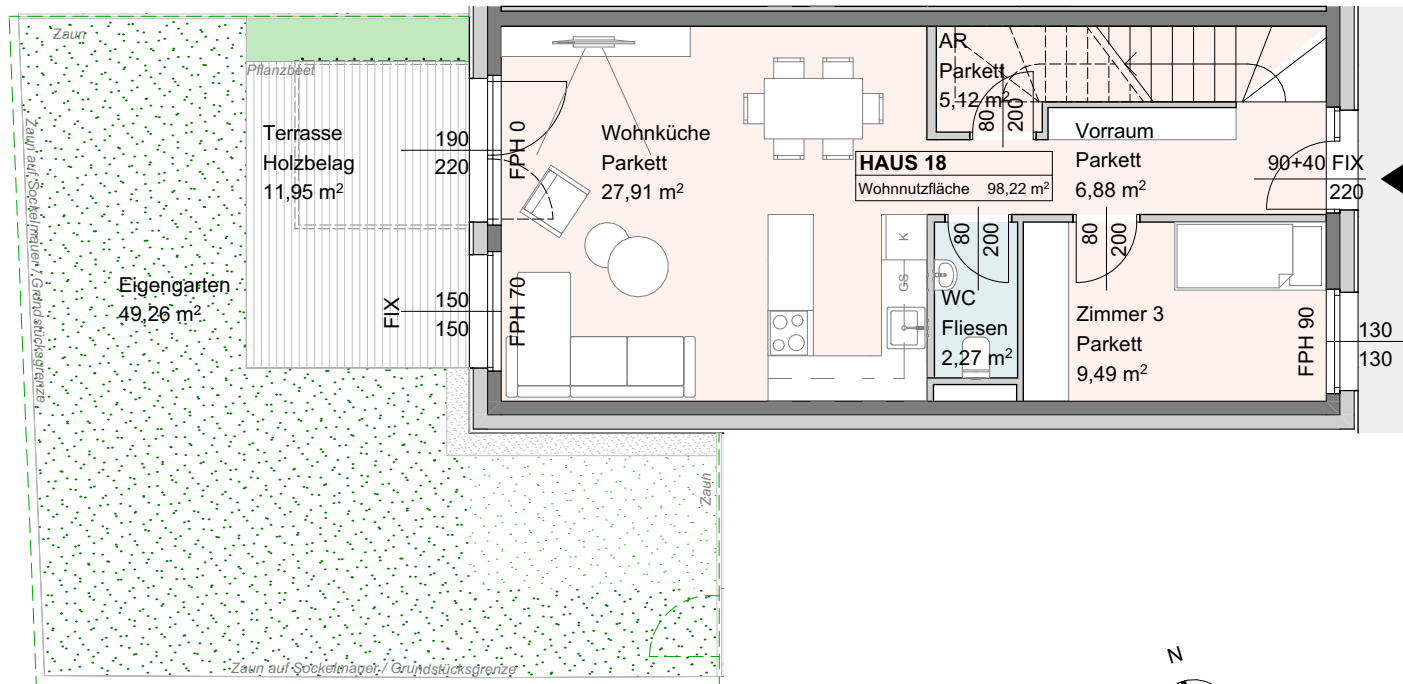 Zaun
Pflanzbeet
Zaun auf Sockelmauer / Grundstücksgrenze
Terrasse
Holzbelag
11,95 m²
190
220
FPH 0
Wohnküche
Parkett
27,91 m²
AR
Parkett
5,12 m²
80
200
HAUS 18
Wohnnutzfläche 98,22 m²
Vorraum
Parkett
6,88 m²
90+40 FIX
220
Eigengarten
49,26 m²
FIX
150
150
FPH 70
K
GS
80
200
WC
Fliesen
2,27 m²
80
200
Zimmer 3
Parkett
9,49 m²
FPH 90
130
130
Zaun
Zaun auf Sockelmauer / Grundstücksgrenze
N